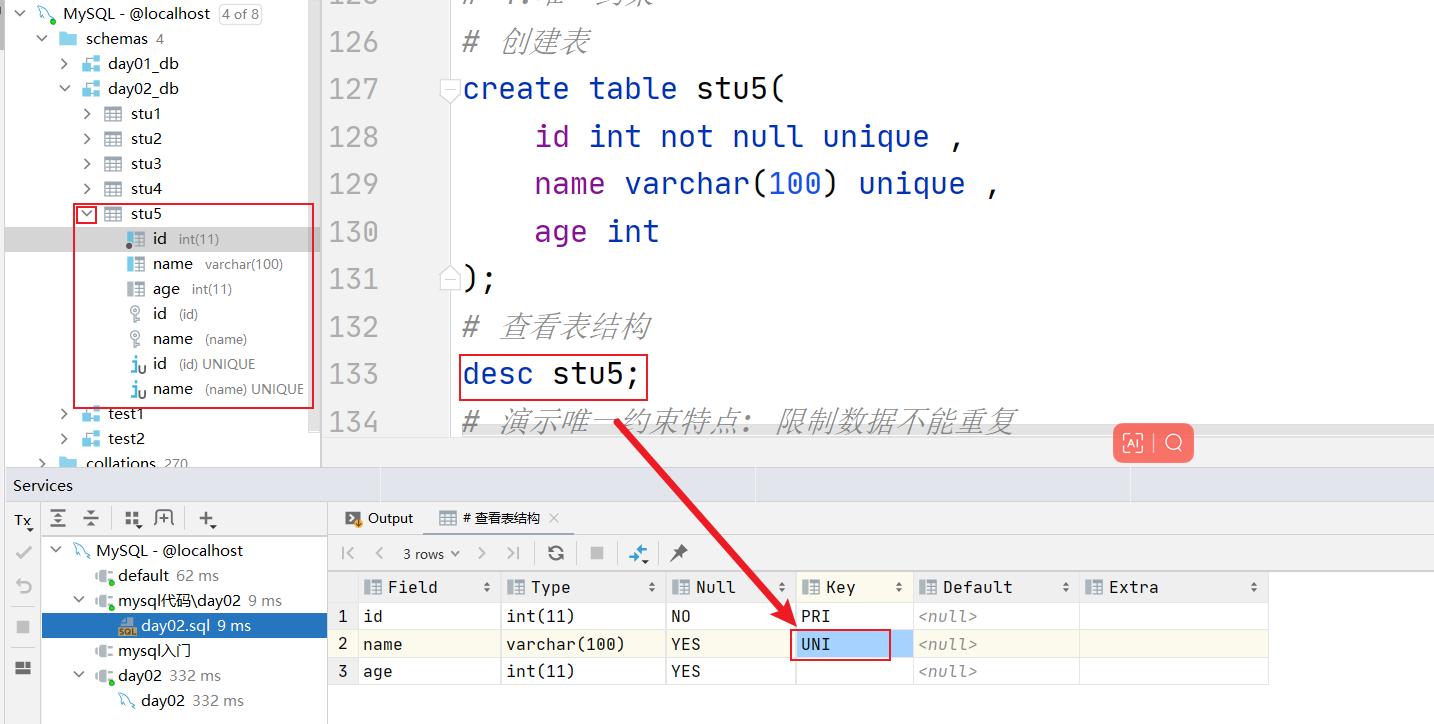 MySQL - @localhost 4 of 8
schemas 4
day01_db
day02_db
stu1
stu2
stu3
stu4
stu5
id int(11)
name varchar(100)
age int(11)
id (id)
name (name)
id (id) UNIQUE
name (name) UNIQUE
test1
test2
collations 270
126 # 创建表
127 create table stu5(
128 id int not null unique ,
129 name varchar(100) unique ,
130 age int
131 );
132 # 查看表结构
133 desc stu5;
134 # 演示唯一约束特点: 限制数据不能重复
AI
Services
Tx
MySQL - @localhost
default 62 ms
mysql代码\day02 9 ms
SQL day02.sql 9 ms
mysql入门
day02 332 ms
day02 332 ms
Output # 查看表结构
3 rows
Field Type Null Key Default Extra
1 id int(11) NO PRI <null>
2 name varchar(100) YES UNI <null>
3 age int(11) YES <null>